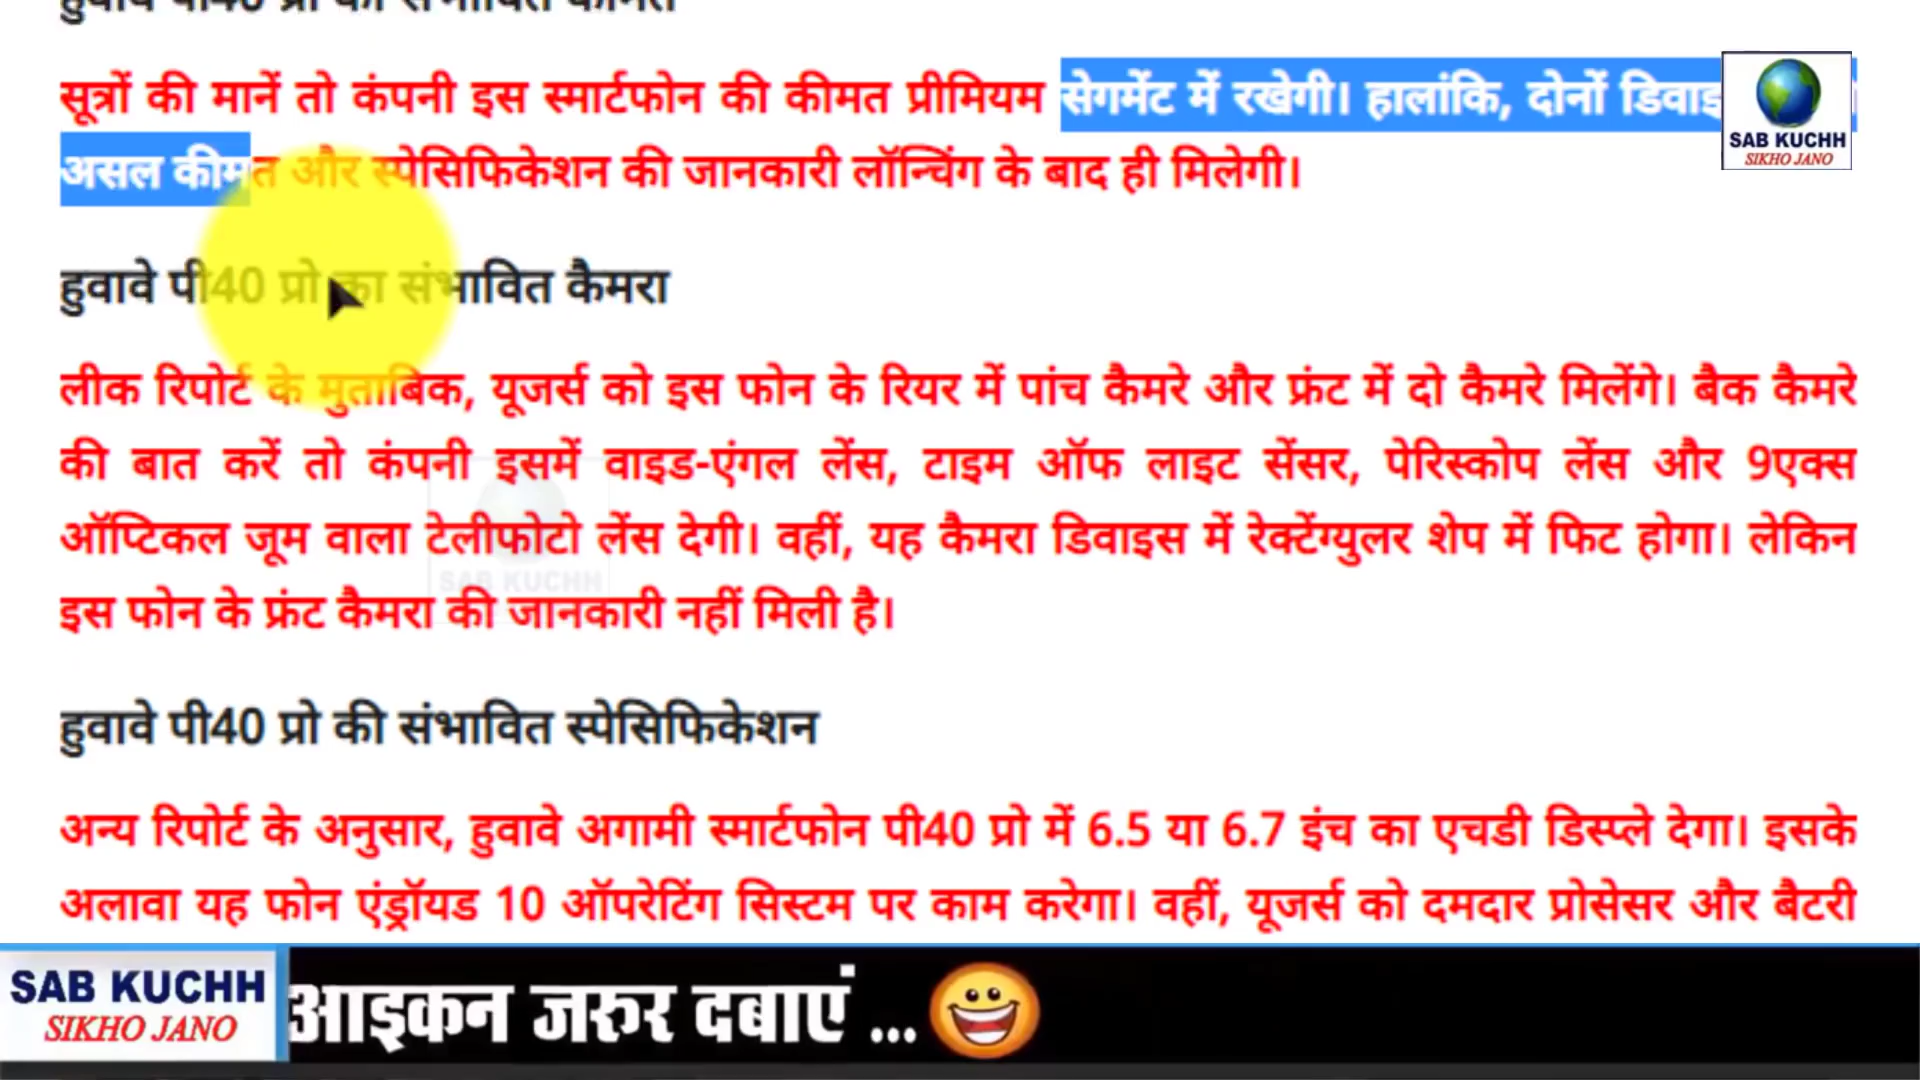 हुवावे पी40 प्रो की संभावित कीमत
सूत्रों की मानें तो कंपनी इस स्मार्टफोन की कीमत प्रीमियम सेगमेंट में रखेगी। हालांकि, दोनों
असल कीमत और स्पेसिफिकेशन की जानकारी लॉन्चिंग के बाद ही मिलेगी।
SAB KUCHH
SIKHO JANO
हुवावे पी40 प्रो का संभावित कैमरा
लीक रिपोर्ट के मुताबिक, यूजर्स को इस फोन के रियर में पांच कैमरे और फ्रंट में दो कैमरे मिलेंगे। बैक कैमरे
की बात करें तो कंपनी इसमें वाइड-एंगल लेंस, टाइम ऑफ लाइट सेंसर, पेरिस्कोप लेंस और 9एक्स
ऑप्टिकल जूम वाला टेलीफोटो लेंस देगी। वहीं, यह कैमरा डिवाइस में रेक्टेंग्युलर शेप में फिट होगा। लेकिन
SAB KUCHH
इस फोन के फ्रंट कैमरा की जानकारी नहीं मिली है।
हुवावे पी40 प्रो की संभावित स्पेसिफिकेशन
अन्य रिपोर्ट के अनुसार, हुवावे अगामी स्मार्टफोन पी40 प्रो में 6.5 या 6.7 इंच का एचडी डिस्प्ले देगा। इसके
अलावा यह फोन एंड्रॉयड 10 ऑपरेटिंग सिस्टम पर काम करेगा। वहीं, यूजर्स को दमदार प्रोसेसर और बैटरी
SAB KUCHH
SIKHO JANO
आइकन जरुर दबाएं ...